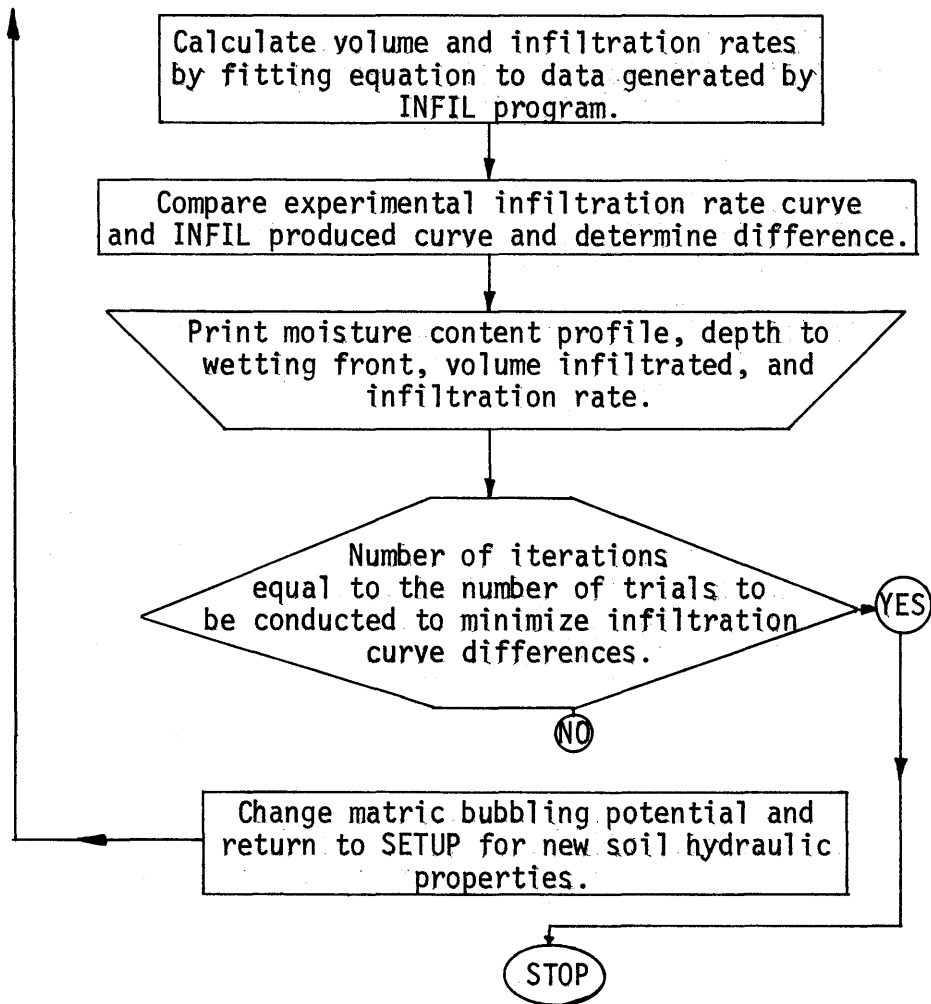 Calculate volume and infiltration rates
by fitting equation to data generated by
INFIL program.
Compare experimental infiltration rate curve
and INFIL produced curve and determine difference.
Print moisture content profile, depth to
wetting front, volume infiltrated, and
infiltration rate.
Number of iterations
equal to the number of trials to
be conducted to minimize infiltration
curve differences.
YES
NO
Change matric bubbling potential and
return to SETUP for new soil hydraulic
properties.
STOP